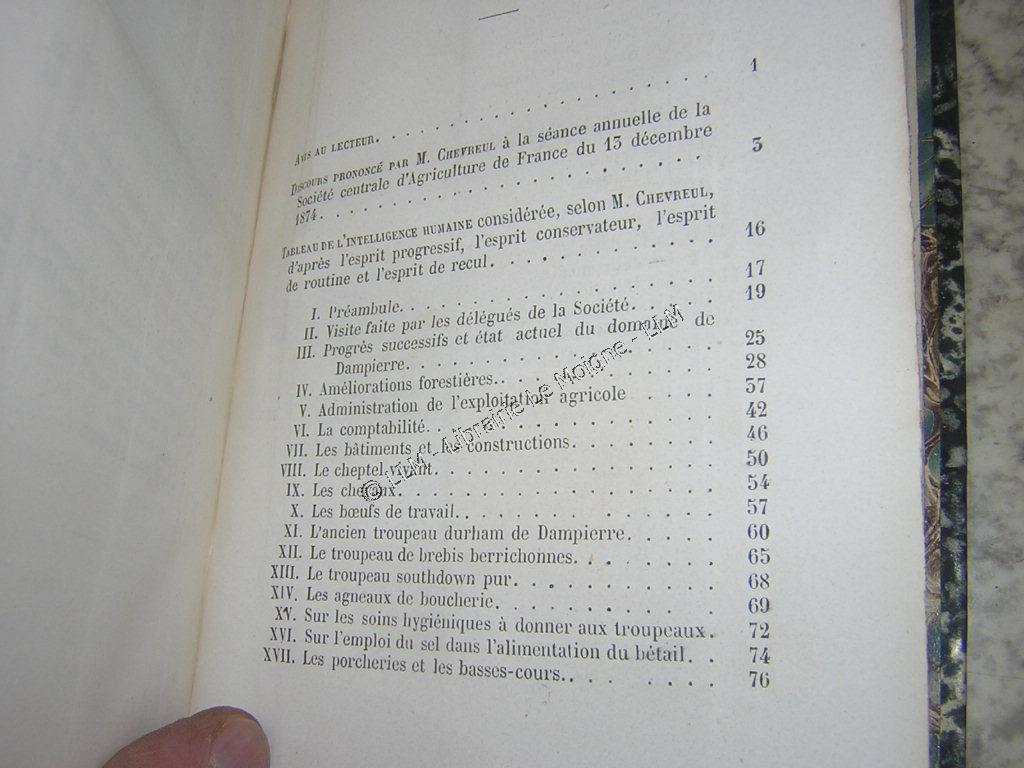 AVIS AU LECTEUR. . . . . . . . . . . . . . . . 1
DISCOURS PRONONCÉ PAR M. CHEVREUL à la séance annuelle de la
Société centrale d'Agriculture de France du 13 décembre
1874. . . . . . . . . . . . . . . . . . . 3
TABLEAU DE L'INTELLIGENCE HUMAINE considérée, selon M. CHEVREUL,
d'après l'esprit progressif, l'esprit conservateur, l'esprit
de routine et l'esprit de recul. . . . . . . . . . 16
I. Préambule. . . . . . . . . . . . . . . 17
II. Visite faite par les délégués de la Société. . . . . 19
III. Progrès successifs et état actuel du domaine de
Dampierre. . . . . . . . . . . . . . . 25
IV. Améliorations forestières. . . . . . . . . . . 28
V. Administration de l'exploitation agricole . . . . 37
VI. La comptabilité. . . . . . . . . . . . . . 42
VII. Les bâtiments et les constructions. . . . . . . 46
VIII. Le cheptel vivant. . . . . . . . . . . . . 50
IX. Les chevaux. . . . . . . . . . . . . . . 54
X. Les bœufs de travail. . . . . . . . . . . . 57
XI. L'ancien troupeau durham de Dampierre. . . . . 60
XII. Le troupeau de brebis berrichonnes. . . . . . . 65
XIII. Le troupeau southdown pur. . . . . . . . . . 68
XIV. Les agneaux de boucherie. . . . . . . . . . 69
XV. Sur les soins hygiéniques à donner aux troupeaux. 72
XVI. Sur l'emploi du sel dans l'alimentation du bétail. . . 74
XVII. Les porcheries et les basses-cours. . . . . . . . 76
© LLM - Librairie Le Moigne - LLM